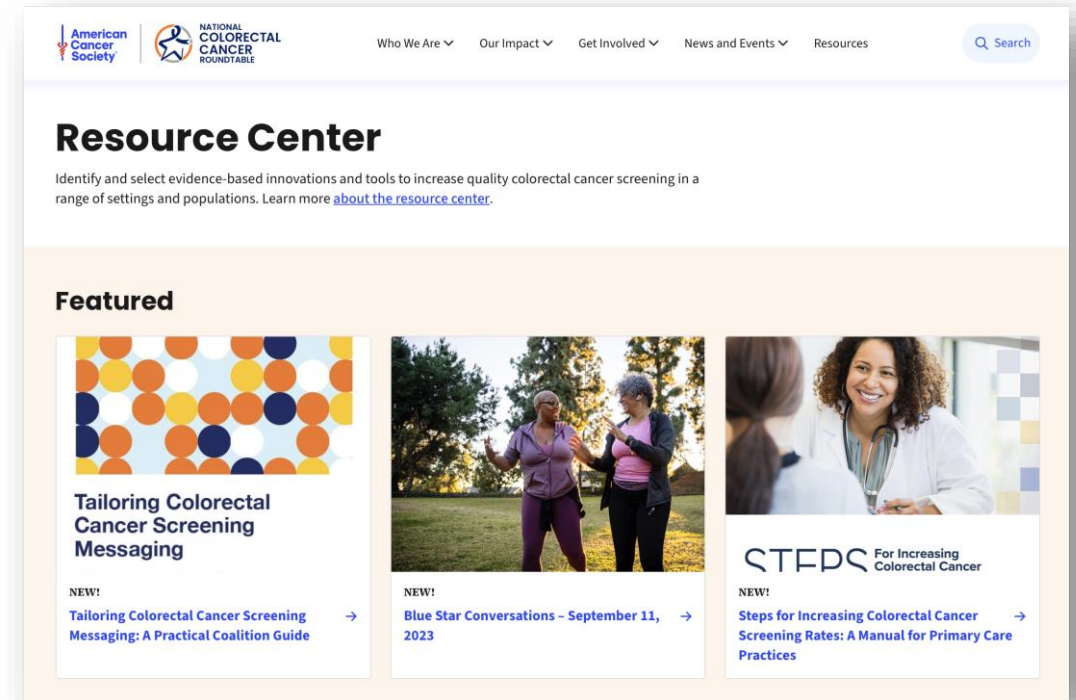 American
Cancer
Society
NATIONAL
COLORECTAL
CANCER
ROUNDTABLE
Who We Are
Our Impact
Get Involved
News and Events
Resources
Search
Resource Center
Identify and select evidence-based innovations and tools to increase quality colorectal cancer screening in a
range of settings and populations. Learn more about the resource center.
Featured
Tailoring Colorectal
Cancer Screening
Messaging
NEW!
Tailoring Colorectal Cancer Screening
Messaging: A Practical Coalition Guide
NEW!
Blue Star Conversations – September 11,
2023
STEPS For Increasing
Colorectal Cancer
NEW!
Steps for Increasing Colorectal Cancer
Screening Rates: A Manual for Primary Care
Practices